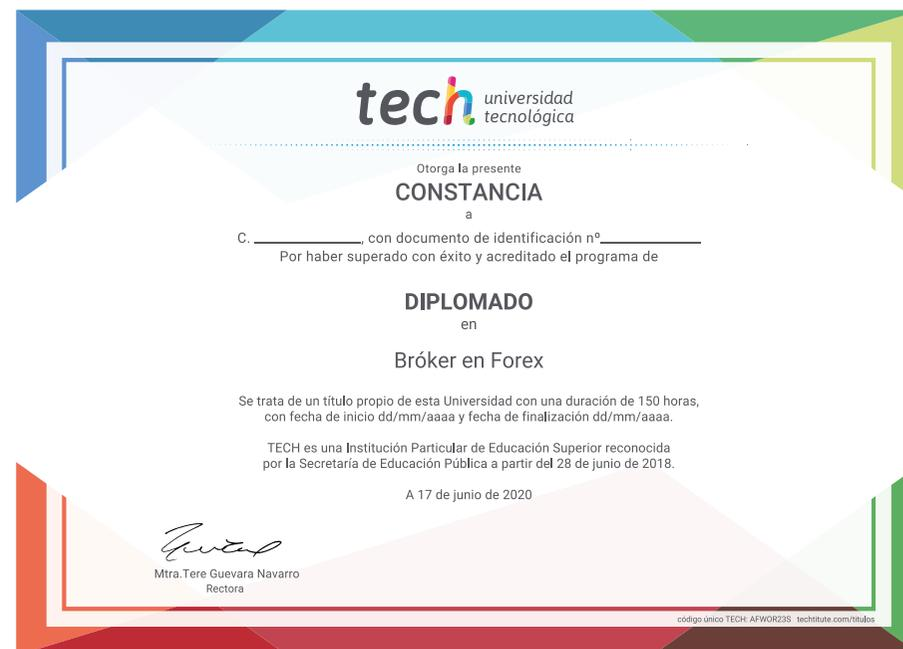 tech universidad
tecnológica
Otorga la presente
CONSTANCIA
a
C. ______________, con documento de identificación nº_____________
Por haber superado con éxito y acreditado el programa de
DIPLOMADO
en
Bróker en Forex
Se trata de un título propio de esta Universidad con una duración de 150 horas,
con fecha de inicio dd/mm/aaaa y fecha de finalización dd/mm/aaaa.
TECH es una Institución Particular de Educación Superior reconocida
por la Secretaría de Educación Pública a partir del 28 de junio de 2018.
A 17 de junio de 2020
Mtra.Tere Guevara Navarro
Rectora
código único TECH: AFWOR23S techtitute.com/titulos